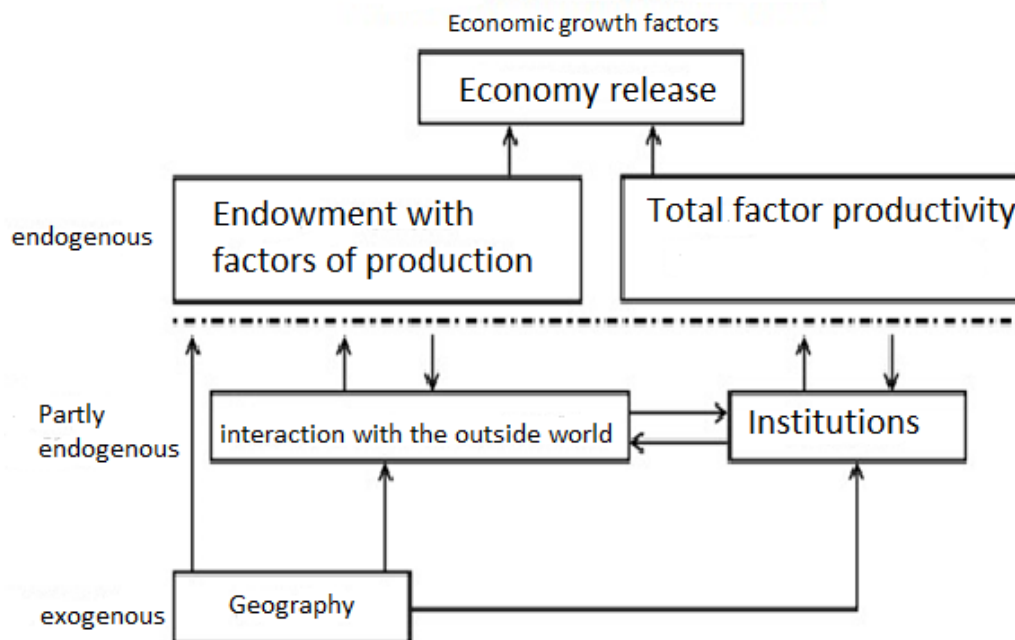 Economic growth factors
Economy release
Endowment with
factors of production
Total factor productivity
endogenous
Partly
endogenous
interaction with the outside world
Institutions
Geography
exogenous